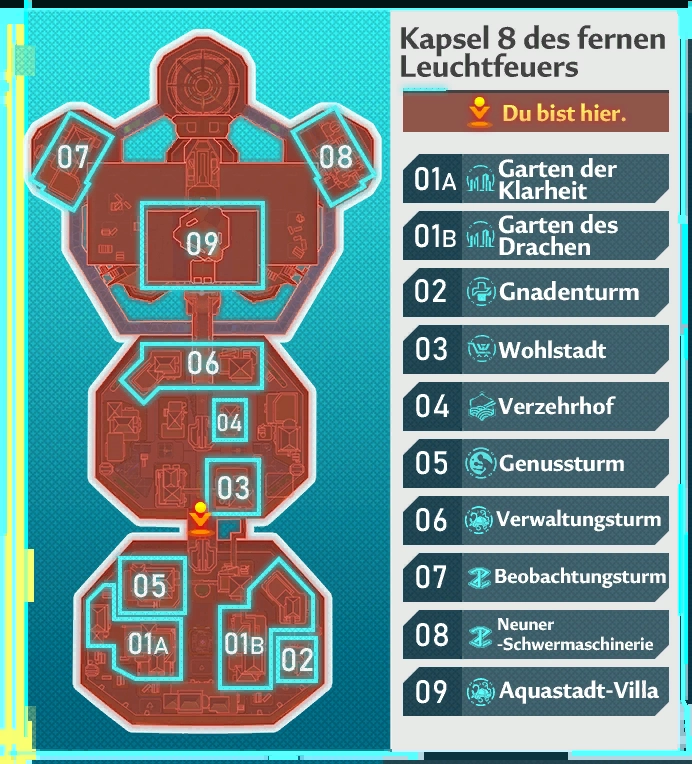 Kapsel 8 des fernen
Leuchtfeuers
Du bist hier.
01A Garten der
Klarheit
01B Garten des
Drachen
02 Gnadenturm
03 Wohlstadt
04 Verzehrhof
05 Genussturm
06 Verwaltungsturm
07 Beobachtungsturm
08 Neuner
-Schwermaschinerie
09 Aquastadt-Villa
07
08
09
06
04
03
05
01A
01B
02